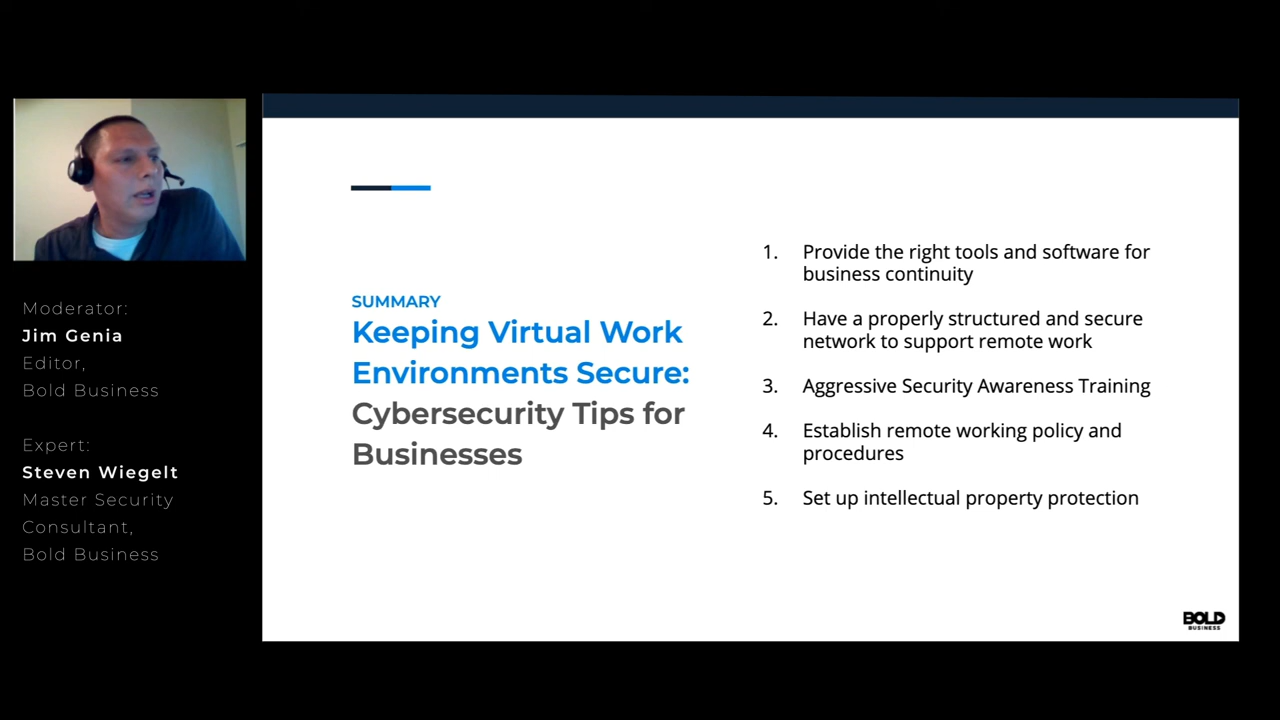 Moderator:
Jim Genia
Editor,
Bold Business
Expert:
Steven Wiegelt
Master Security
Consultant,
Bold Business
SUMMARY
Keeping Virtual Work
Environments Secure:
Cybersecurity Tips for
Businesses
1. Provide the right tools and software for
business continuity
2. Have a properly structured and secure
network to support remote work
3. Aggressive Security Awareness Training
4. Establish remote working policy and
procedures
5. Set up intellectual property protection
BOLD
BUSINESS